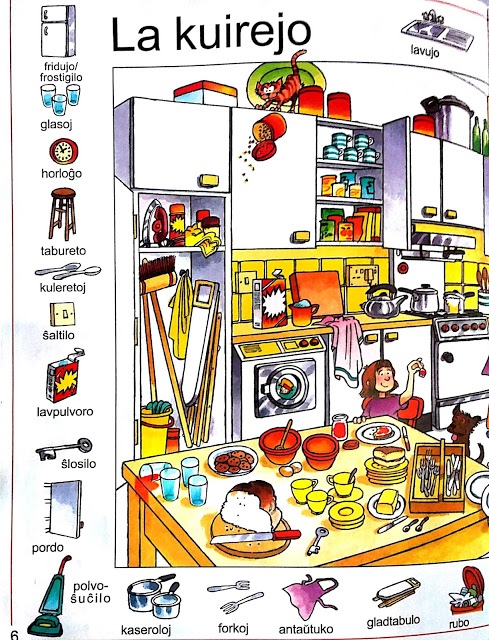 La kuirejo
lavujo
fridujo/
frostigilo
glasoj
horloĝo
tabureto
kuleretoj
ŝaltilo
lavpulvoro
ŝlosilo
pordo
polvo-
ŝuĉilo
kaseroloj
forkoj
antaŭtuko
gladtabulo
rubo
6